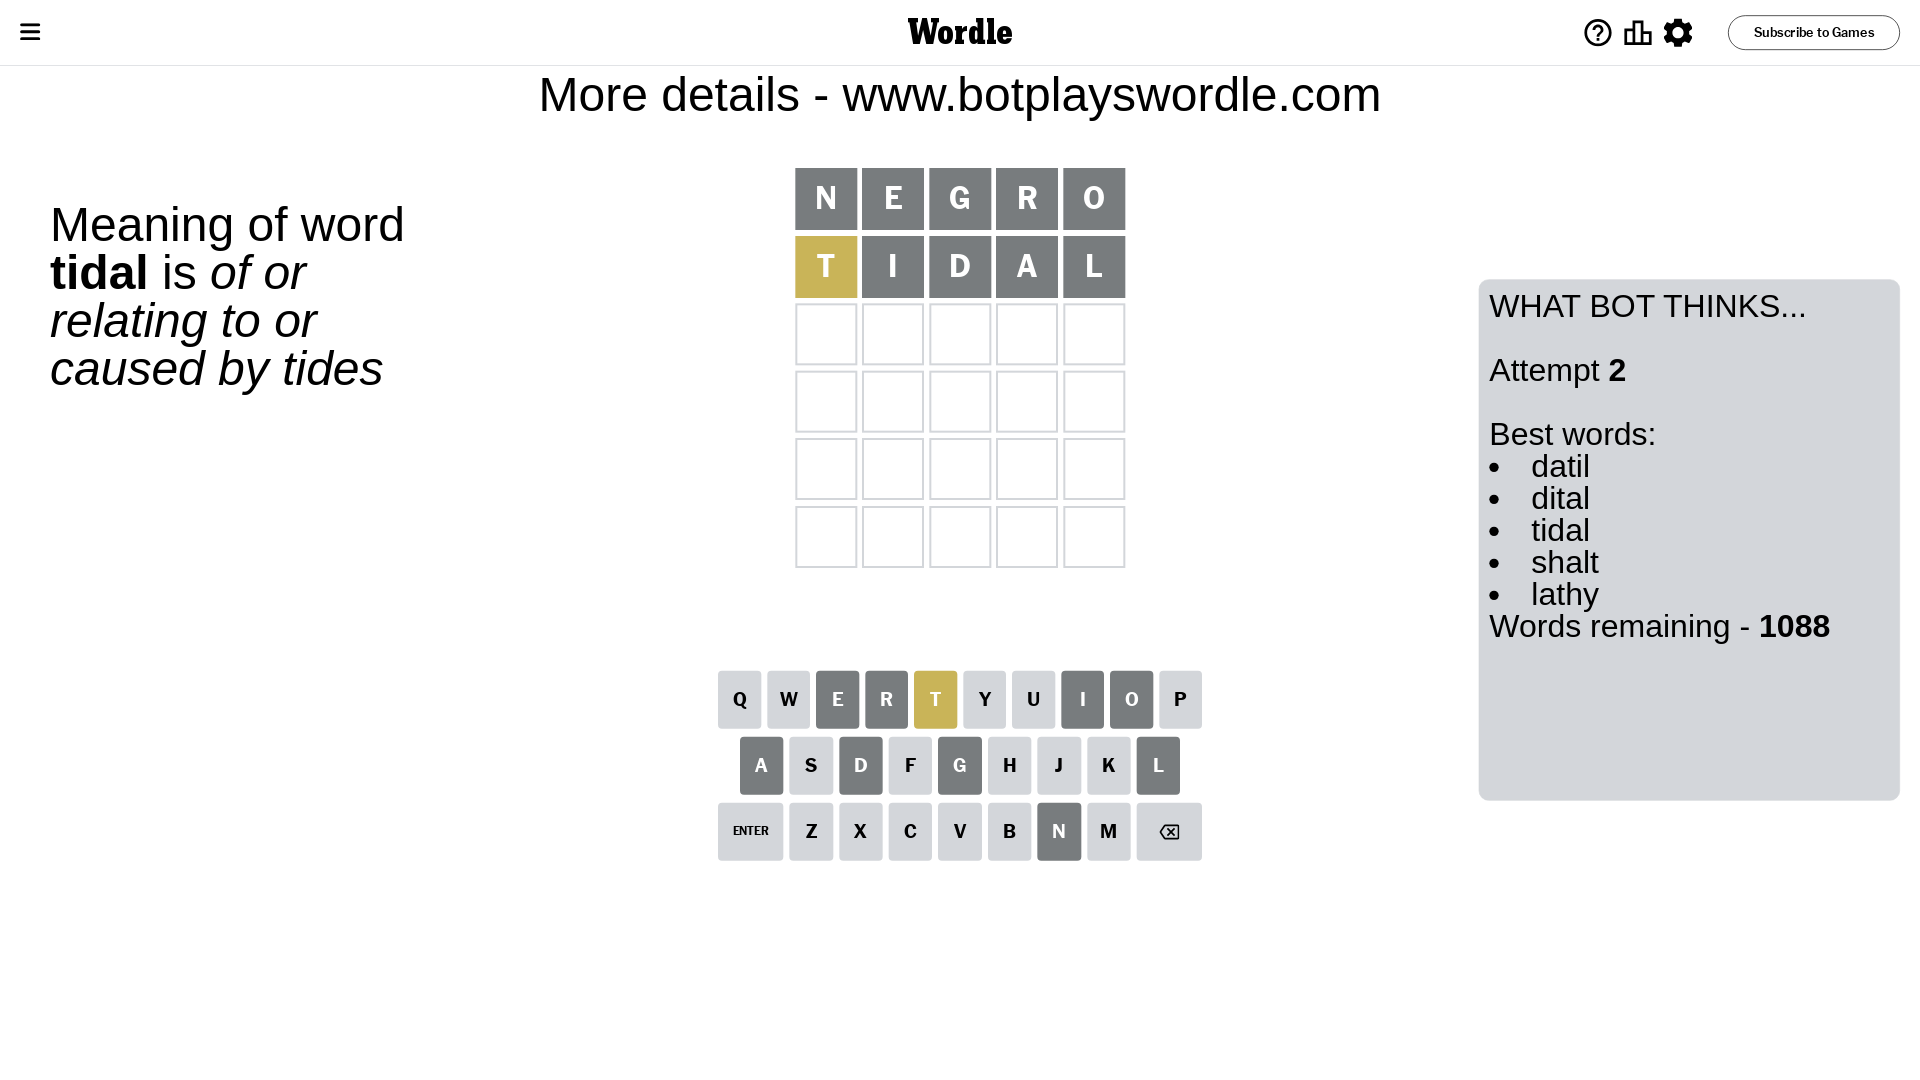 Wordle
Subscribe to Games
More details - www.botplayswordle.com
Meaning of word
tidal is of or
relating to or
caused by tides
N E G R O
T I D A L
WHAT BOT THINKS...
Attempt 2
Best words:
• datil
• dital
• tidal
• shalt
• lathy
Words remaining - 1088
Q W E R T Y U I O P
A S D F G H J K L
ENTER Z X C V B N M